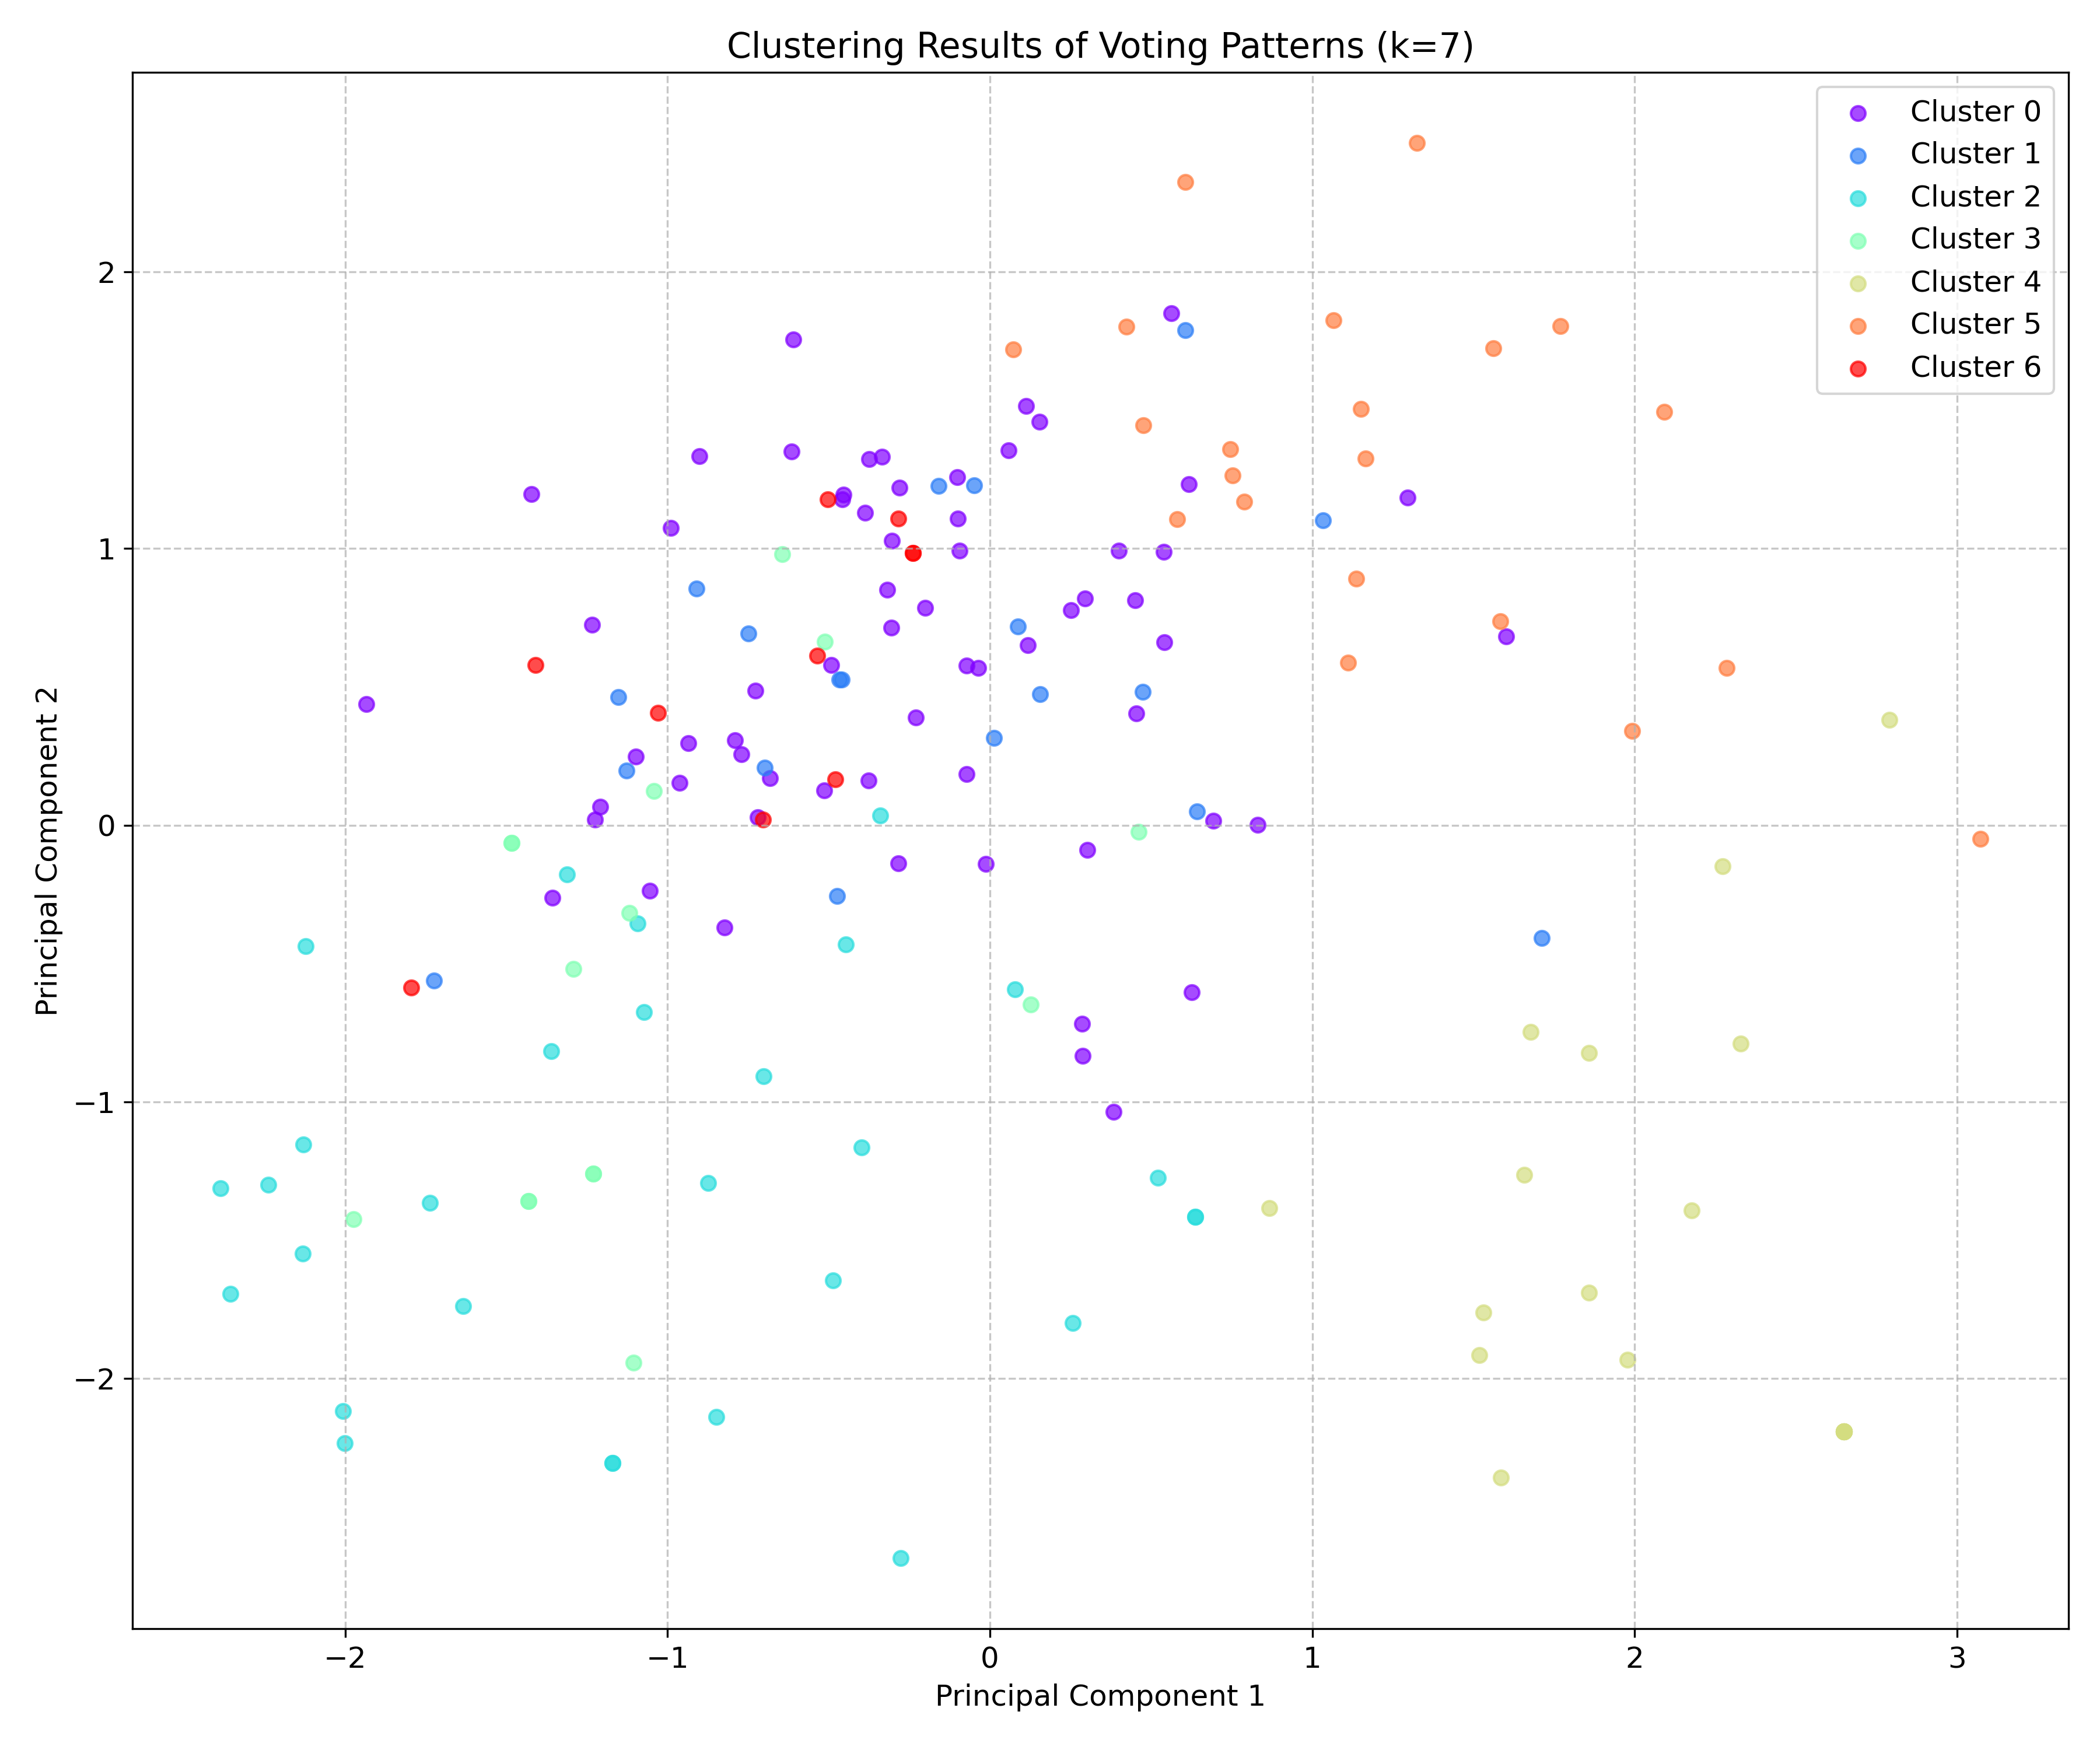 Clustering Results of Voting Patterns (k=7)
Cluster 0
Cluster 1
Cluster 2
Cluster 3
Cluster 4
Cluster 5
Cluster 6
Principal Component 2
2
1
0
−1
−2
−2
−1
0
1
2
3
Principal Component 1